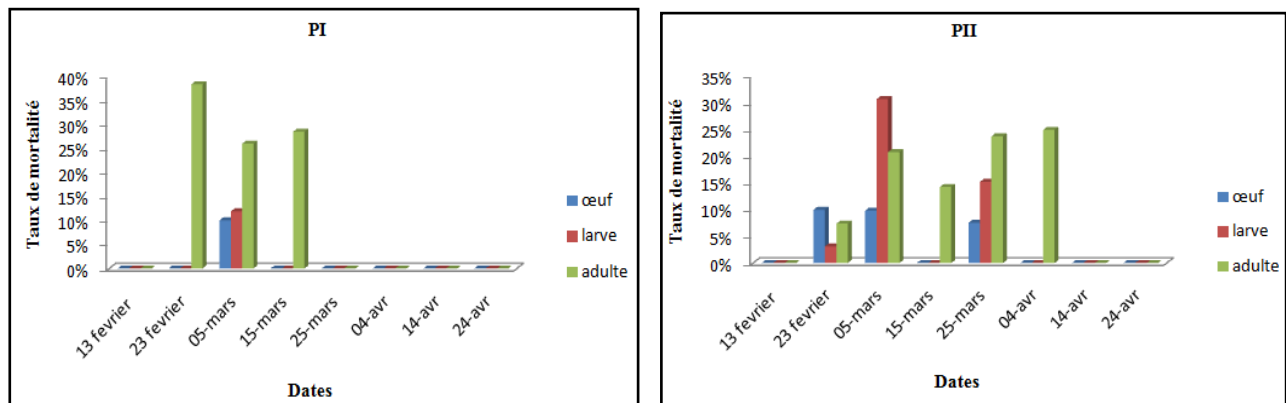 PI
Taux de mortalité
40%
35%
30%
25%
20%
15%
10%
5%
0%
13 fevrier
23 fevrier
05-mars
15-mars
25-mars
04-avr
14-avr
24-avr
Dates
œuf
larve
adulte
PII
Taux de mortalité
35%
30%
25%
20%
15%
10%
5%
0%
13 fevrier
23 fevrier
05-mars
15-mars
25-mars
04-avr
14-avr
24-avr
Dates
œuf
larve
adulte